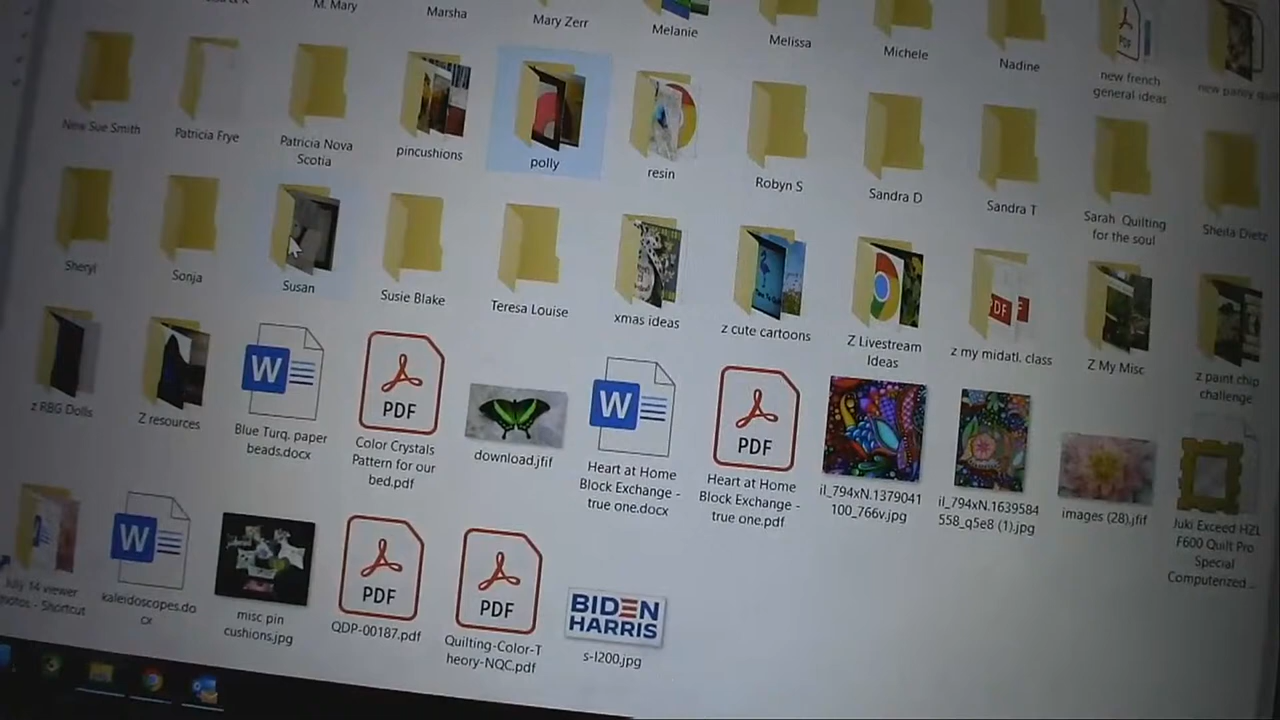 M. Mary
Marsha
Mary Zerr
Melanie
Melissa
Michele
Nadine
new french
general ideas
new
New Sue Smith
Patricia Frye
Patricia Nova
Scotia
pincushions
polly
resin
Robyn S
Sandra D
Sandra T
Sarah Quilting
for the soul
Sheila Dietz
Sheryl
Sonja
Susan
Susie Blake
Teresa Louise
xmas ideas
z cute cartoons
Z Livestream
Ideas
z my midatl. class
Z My Misc
z paint chip
challenge
z RBG Dolls
Z resources
W
Blue Turq. paper
beads.docx
PDF
Color Crystals
Pattern for our
bed.pdf
download.jfif
W
Heart at Home
Block Exchange -
true one.docx
PDF
Heart at Home
Block Exchange -
true one.pdf
il_794xN.1379041
100_766v.jpg
il_794xN.1639584
558_q5e8 (1).jpg
images (28).jfif
Juki Exceed HZL
F600 Quilt Pro
Special
Computerized...
July 14 viewer
photos - Shortcut
W
kaleidoscopes.do
cx
misc pin
cushions.jpg
PDF
QDP-00187.pdf
PDF
Quilting-Color-T
heory-NQC.pdf
BIDEN
HARRIS
s-l200.jpg